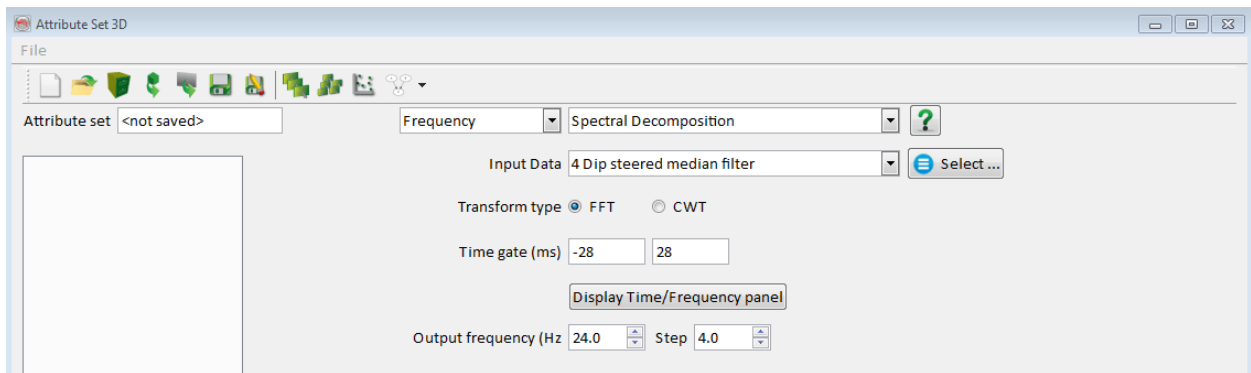 Attribute Set 3D
File
Attribute set <not saved> Frequency Spectral Decomposition ?
Input Data 4 Dip steered median filter Select ...
Transform type FFT CWT
Time gate (ms) -28 28
Display Time/Frequency panel
Output frequency (Hz 24.0 Step 4.0